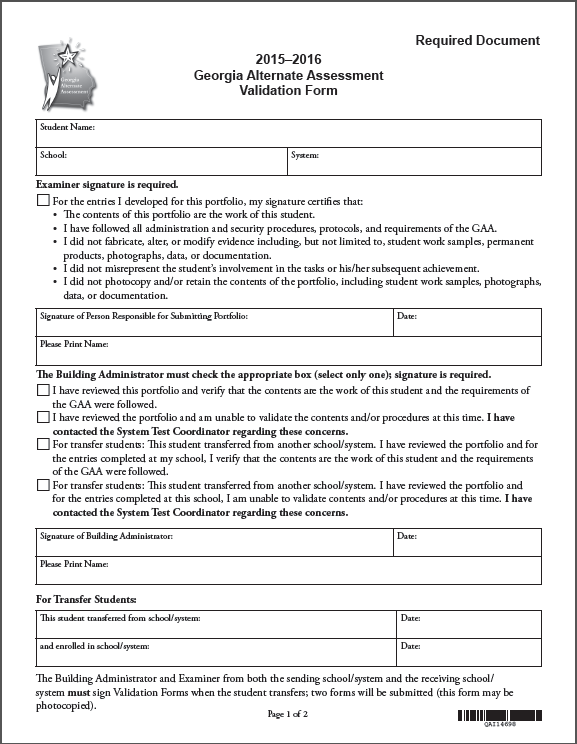 Required Document
2015–2016
Georgia Alternate Assessment
Validation Form
Georgia
Alternate
Assessment
Student Name:
School: System:
Examiner signature is required.
For the entries I developed for this portfolio, my signature certifies that:
• The contents of this portfolio are the work of this student.
• I have followed all administration and security procedures, protocols, and requirements of the GAA.
• I did not fabricate, alter, or modify evidence including, but not limited to, student work samples, permanent
products, photographs, data, or documentation.
• I did not misrepresent the student's involvement in the tasks or his/her subsequent achievement.
• I did not photocopy and/or retain the contents of the portfolio, including student work samples, photographs,
data, or documentation.
Signature of Person Responsible for Submitting Portfolio: Date:
Please Print Name:
The Building Administrator must check the appropriate box (select only one); signature is required.
I have reviewed this portfolio and verify that the contents are the work of this student and the requirements of
the GAA were followed.
I have reviewed the portfolio and am unable to validate the contents and/or procedures at this time. I have
contacted the System Test Coordinator regarding these concerns.
For transfer students: This student transferred from another school/system. I have reviewed the portfolio and for
the entries completed at my school, I verify that the contents are the work of this student and the requirements
of the GAA were followed.
For transfer students: This student transferred from another school/system. I have reviewed the portfolio and
for the entries completed at this school, I am unable to validate contents and/or procedures at this time. I have
contacted the System Test Coordinator regarding these concerns.
Signature of Building Administrator: Date:
Please Print Name:
For Transfer Students:
This student transferred from school/system: Date:
and enrolled in school/system: Date:
The Building Administrator and Examiner from both the sending school/system and the receiving school/
system must sign Validation Forms when the student transfers; two forms will be submitted (this form may be
photocopied).
Page 1 of 2
QAI14698